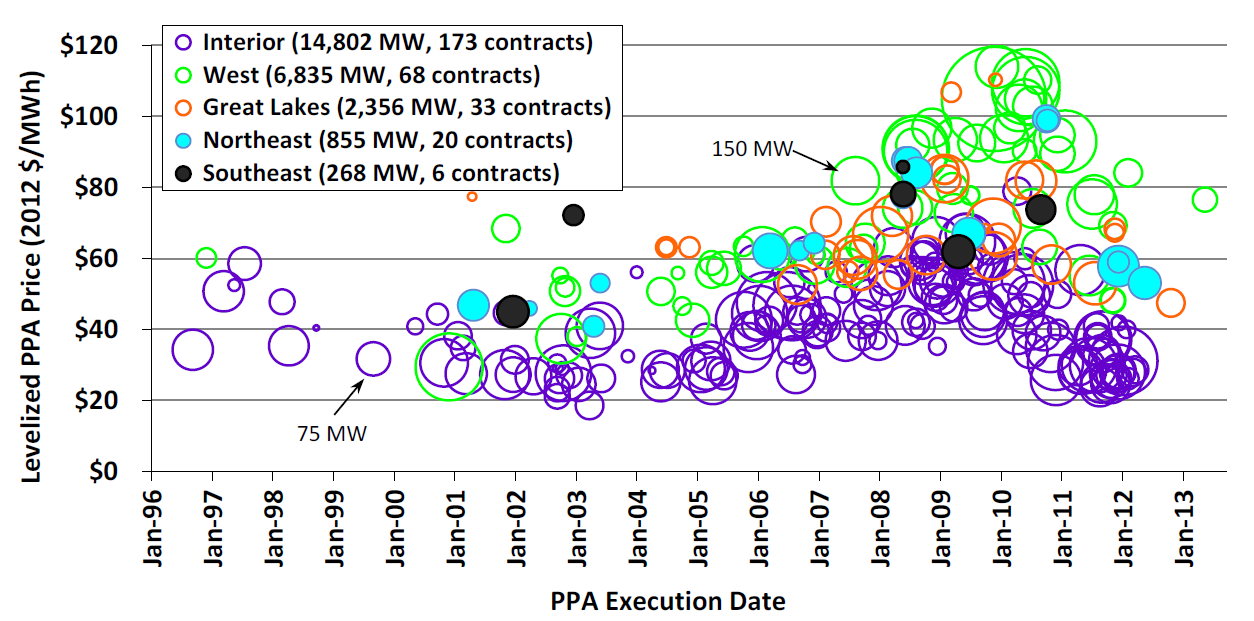 Levelized PPA Price (2012 $/MWh)
$120
$100
$80
$60
$40
$20
$0
Interior (14,802 MW, 173 contracts)
West (6,835 MW, 68 contracts)
Great Lakes (2,356 MW, 33 contracts)
Northeast (855 MW, 20 contracts)
Southeast (268 MW, 6 contracts)
150 MW
75 MW
Jan-96
Jan-97
Jan-98
Jan-99
Jan-00
Jan-01
Jan-02
Jan-03
Jan-04
Jan-05
Jan-06
Jan-07
Jan-08
Jan-09
Jan-10
Jan-11
Jan-12
Jan-13
PPA Execution Date